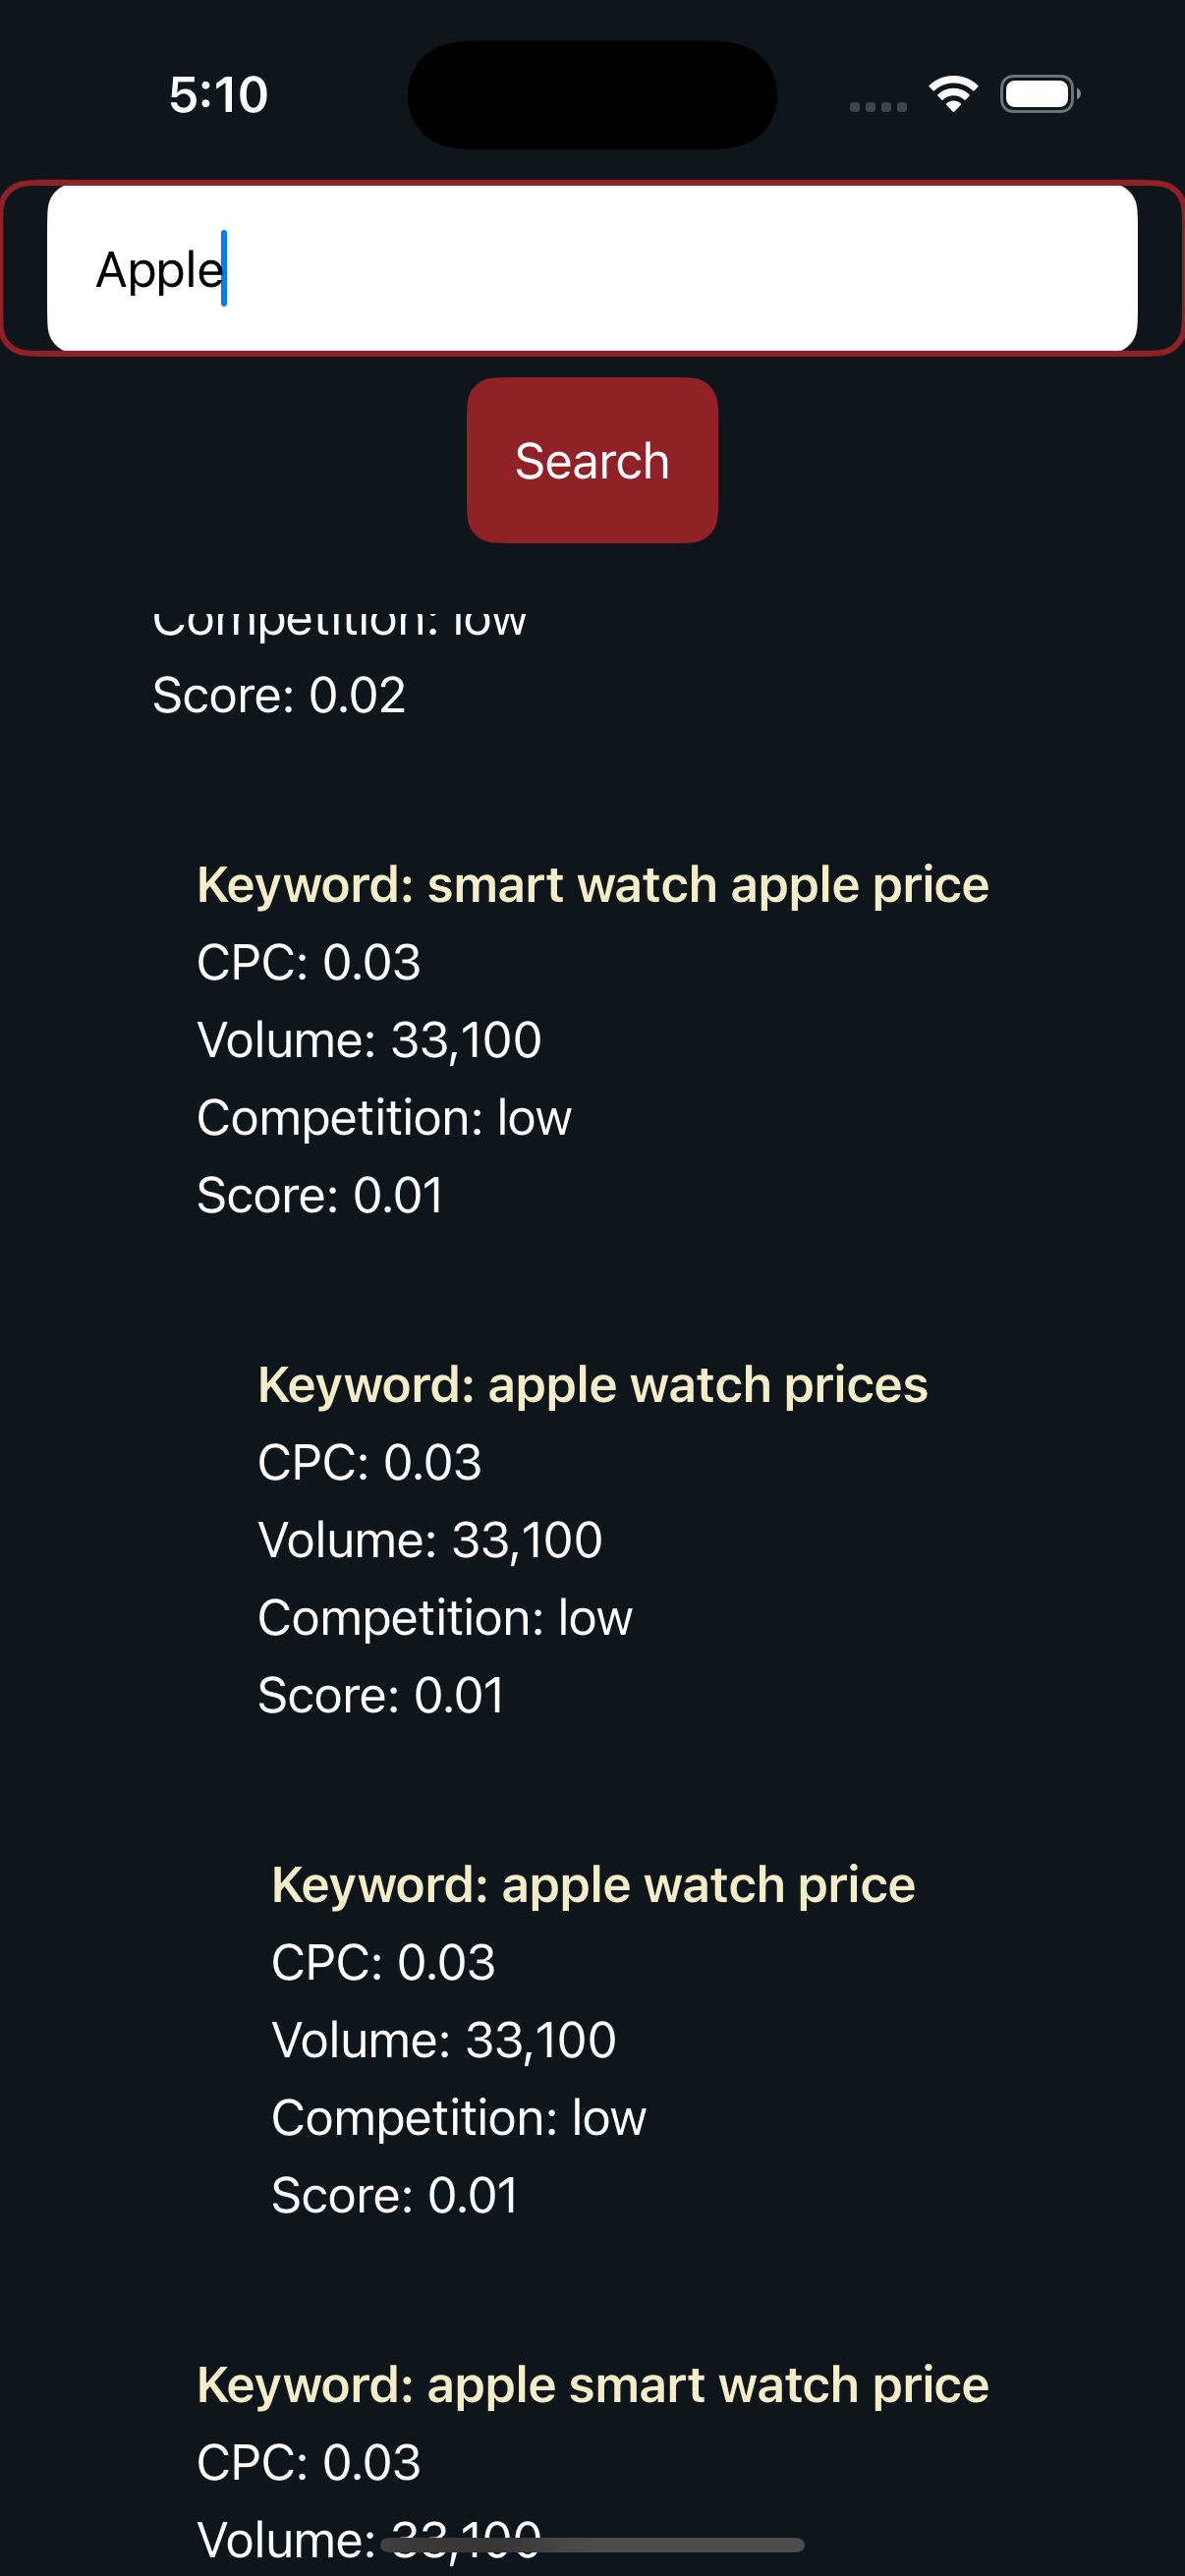 5:10
Apple
Search
Competition: low
Score: 0.02
Keyword: smart watch apple price
CPC: 0.03
Volume: 33,100
Competition: low
Score: 0.01
Keyword: apple watch prices
CPC: 0.03
Volume: 33,100
Competition: low
Score: 0.01
Keyword: apple watch price
CPC: 0.03
Volume: 33,100
Competition: low
Score: 0.01
Keyword: apple smart watch price
CPC: 0.03
Volume: 33,100